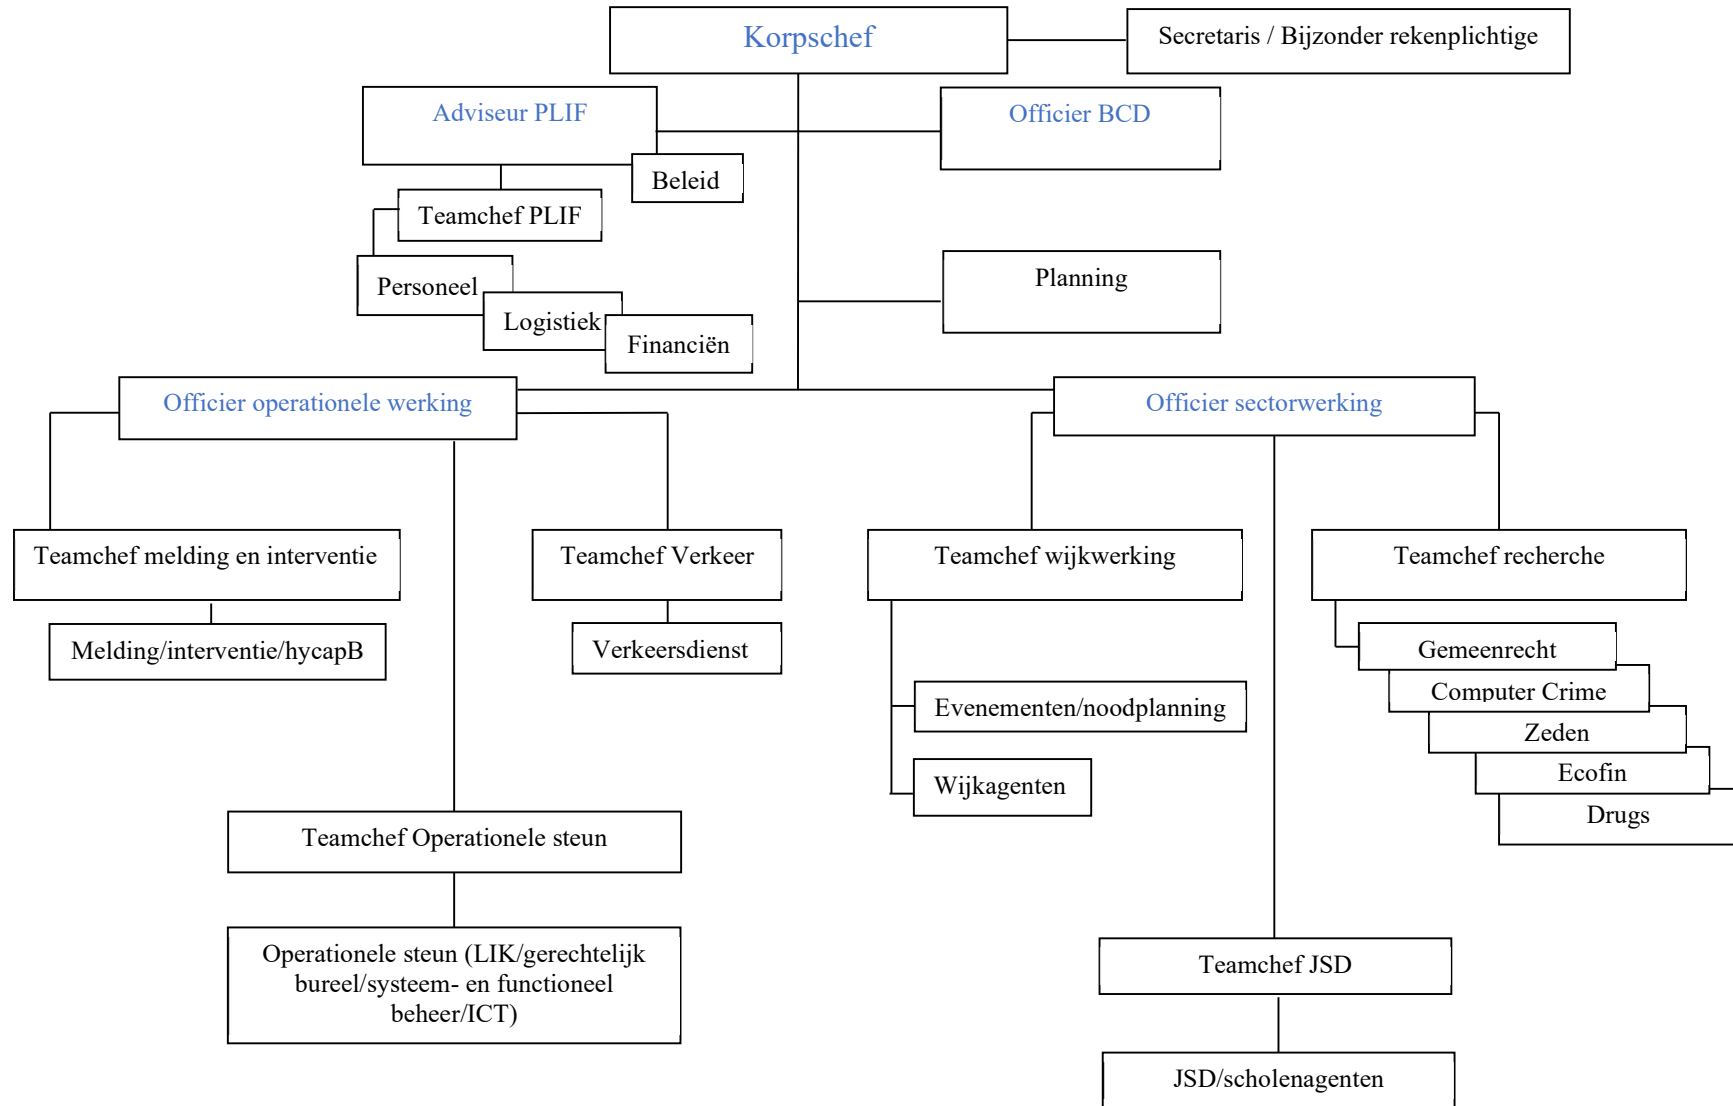 Korpschef
Secretaris / Bijzonder rekenplichtige
Adviseur PLIF
Officier BCD
Beleid
Teamchef PLIF
Personeel
Logistiek
Financiën
Planning
Officier operationele werking
Officier sectorwerking
Teamchef melding en interventie
Teamchef Verkeer
Teamchef wijkwerking
Teamchef recherche
Melding/interventie/hycapB
Verkeersdienst
Gemeenrecht
Computer Crime
Zeden
Ecofin
Drugs
Evenementen/noodplanning
Wijkagenten
Teamchef Operationele steun
Operationele steun (LIK/gerechtelijk
bureel/systeem- en functioneel
beheer/ICT)
Teamchef JSD
JSD/scholenagenten